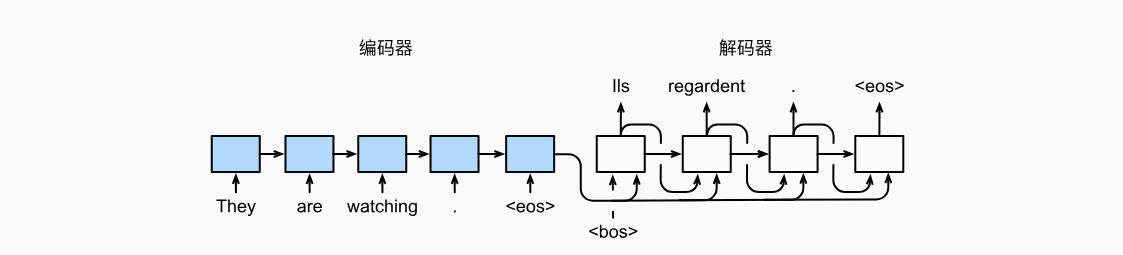 编码器 解码器
Ils regardent . <eos>
They are watching . <eos>
<bos>